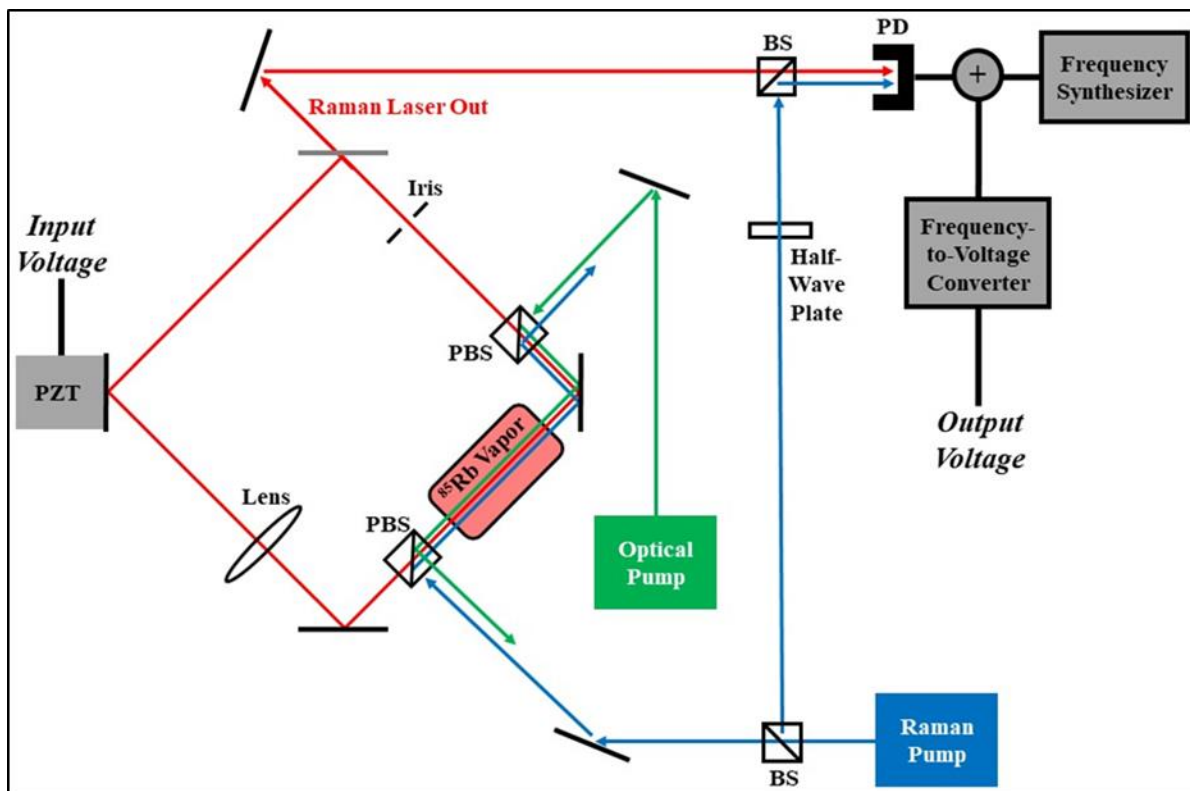 BS
PD
Frequency
Synthesizer
+
Raman Laser Out
Iris
Input
Voltage
Frequency-
to-Voltage
Converter
Half-
Wave
Plate
PBS
PZT
Output
Voltage
⁸⁵Rb Vapor
Lens
PBS
Optical
Pump
Raman
Pump
BS